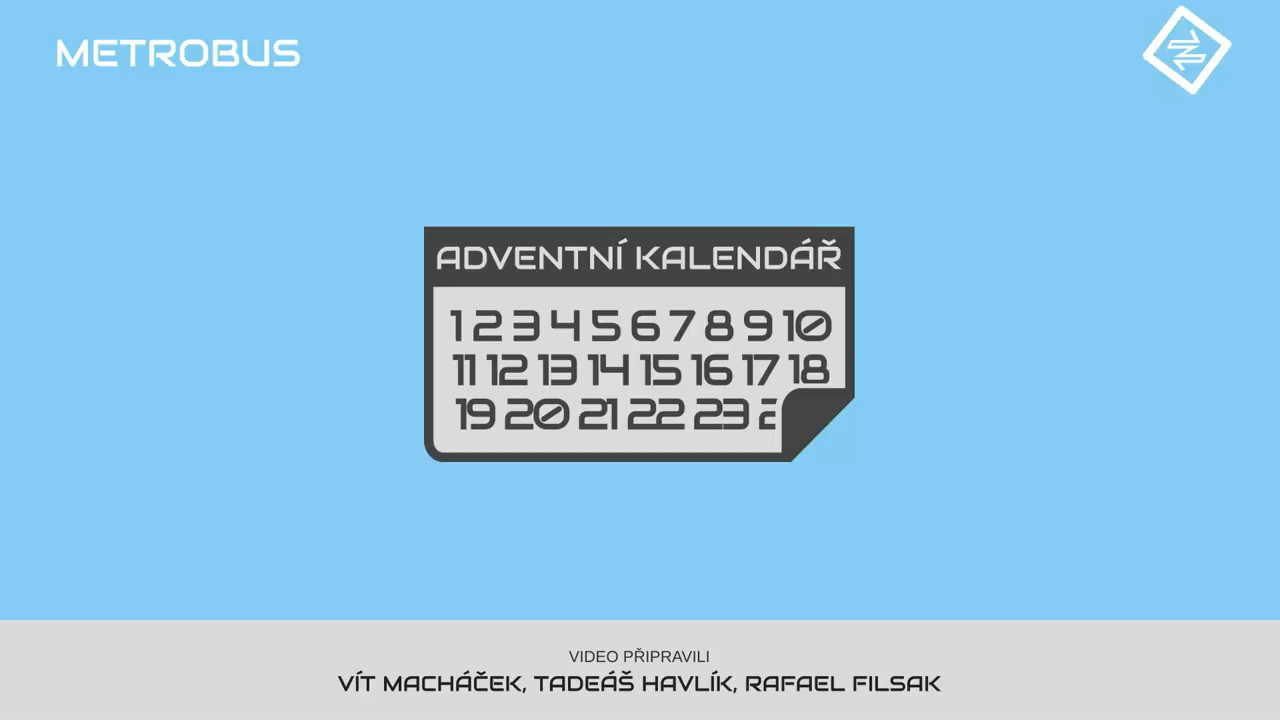 METROBUS
ADVENTNÍ KALENDÁŘ
1 2 3 4 5 6 7 8 9 10
11 12 13 14 15 16 17 18
19 20 21 22 23
VIDEO PŘIPRAVILI
VÍT MACHÁČEK, TADEÁŠ HAVLÍK, RAFAEL FILSAK